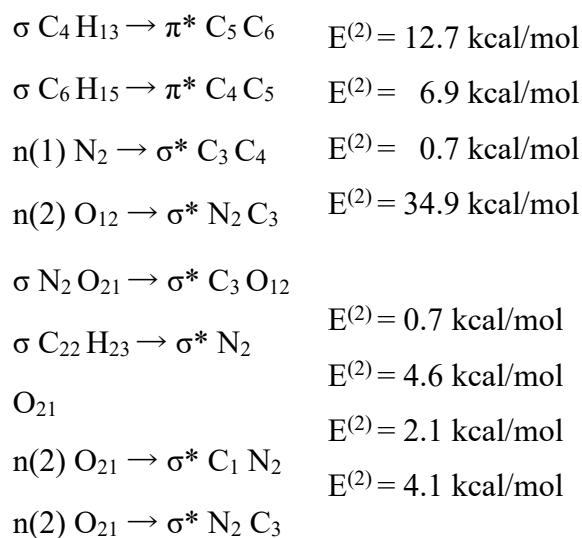 σ C₄ H₁₃ → π* C₅ C₆ E⁽²⁾ = 12.7 kcal/mol
σ C₆ H₁₅ → π* C₄ C₅ E⁽²⁾ = 6.9 kcal/mol
n(1) N₂ → σ* C₃ C₄ E⁽²⁾ = 0.7 kcal/mol
n(2) O₁₂ → σ* N₂ C₃ E⁽²⁾ = 34.9 kcal/mol
σ N₂ O₂₁ → σ* C₃ O₁₂
σ C₂₂ H₂₃ → σ* N₂
O₂₁
n(2) O₂₁ → σ* C₁ N₂
n(2) O₂₁ → σ* N₂ C₃
E⁽²⁾ = 0.7 kcal/mol
E⁽²⁾ = 4.6 kcal/mol
E⁽²⁾ = 2.1 kcal/mol
E⁽²⁾ = 4.1 kcal/mol